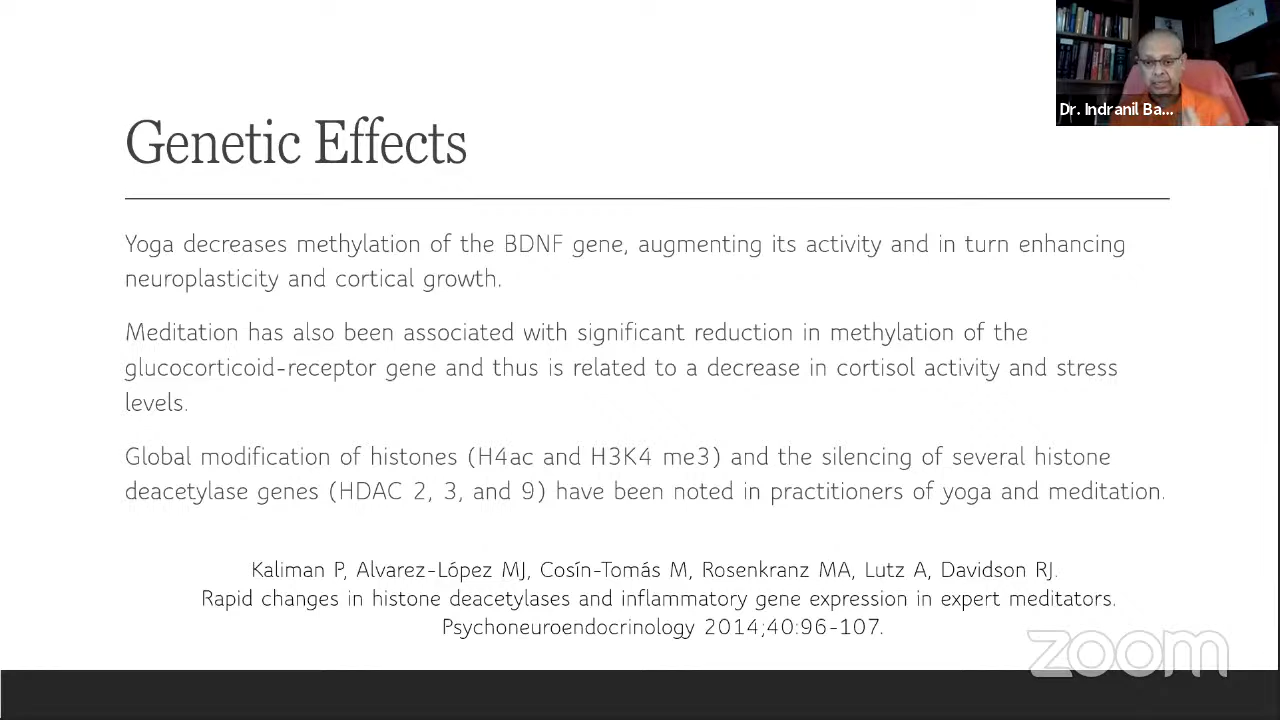 Dr. Indranil Ba...
Genetic Effects
Yoga decreases methylation of the BDNF gene, augmenting its activity and in turn enhancing
neuroplasticity and cortical growth.
Meditation has also been associated with significant reduction in methylation of the
glucocorticoid-receptor gene and thus is related to a decrease in cortisol activity and stress
levels.
Global modification of histones (H4ac and H3K4 me3) and the silencing of several histone
deacetylase genes (HDAC 2, 3, and 9) have been noted in practitioners of yoga and meditation.
Kaliman P, Alvarez-López MJ, Cosín-Tomás M, Rosenkranz MA, Lutz A, Davidson RJ.
Rapid changes in histone deacetylases and inflammatory gene expression in expert meditators.
Psychoneuroendocrinology 2014;40:96-107.
zoom